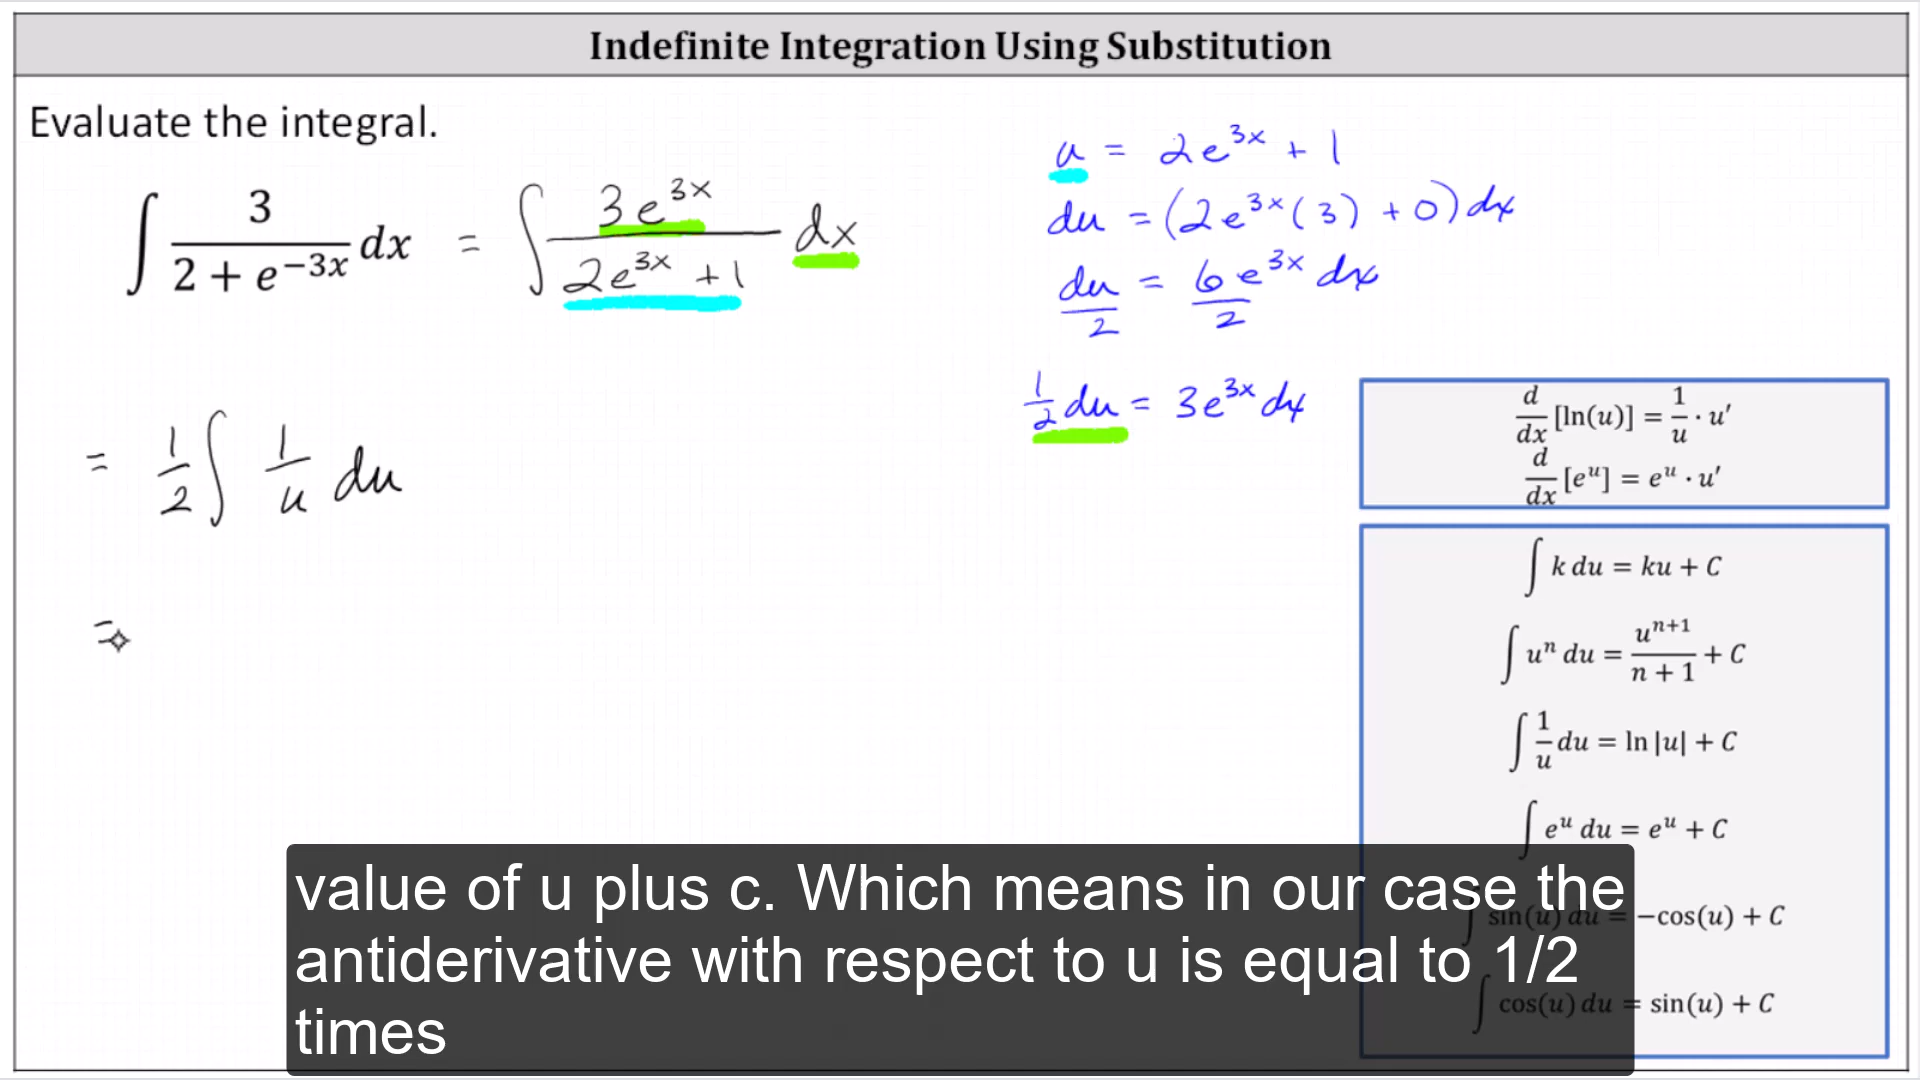 Indefinite Integration Using Substitution
Evaluate the integral.
∫ 3/(2 + e^(−3x)) dx = ∫ 3e^(3x)/(2e^(3x) + 1) dx
= 1/2 ∫ 1/u du
=
u = 2e^(3x) + 1
du = (2e^(3x)(3) + 0) dx
du/2 = 6e^(3x)/2 dx
1/2 du = 3e^(3x) dx
d/dx [ln(u)] = 1/u · u′
d/dx [e^u] = e^u · u′
∫ k du = ku + C
∫ u^n du = u^(n+1)/(n + 1) + C
∫ 1/u du = ln |u| + C
∫ e^u du = e^u + C
∫ sin(u) du = −cos(u) + C
∫ cos(u) du = sin(u) + C
value of u plus c. Which means in our case the
antiderivative with respect to u is equal to 1/2
times